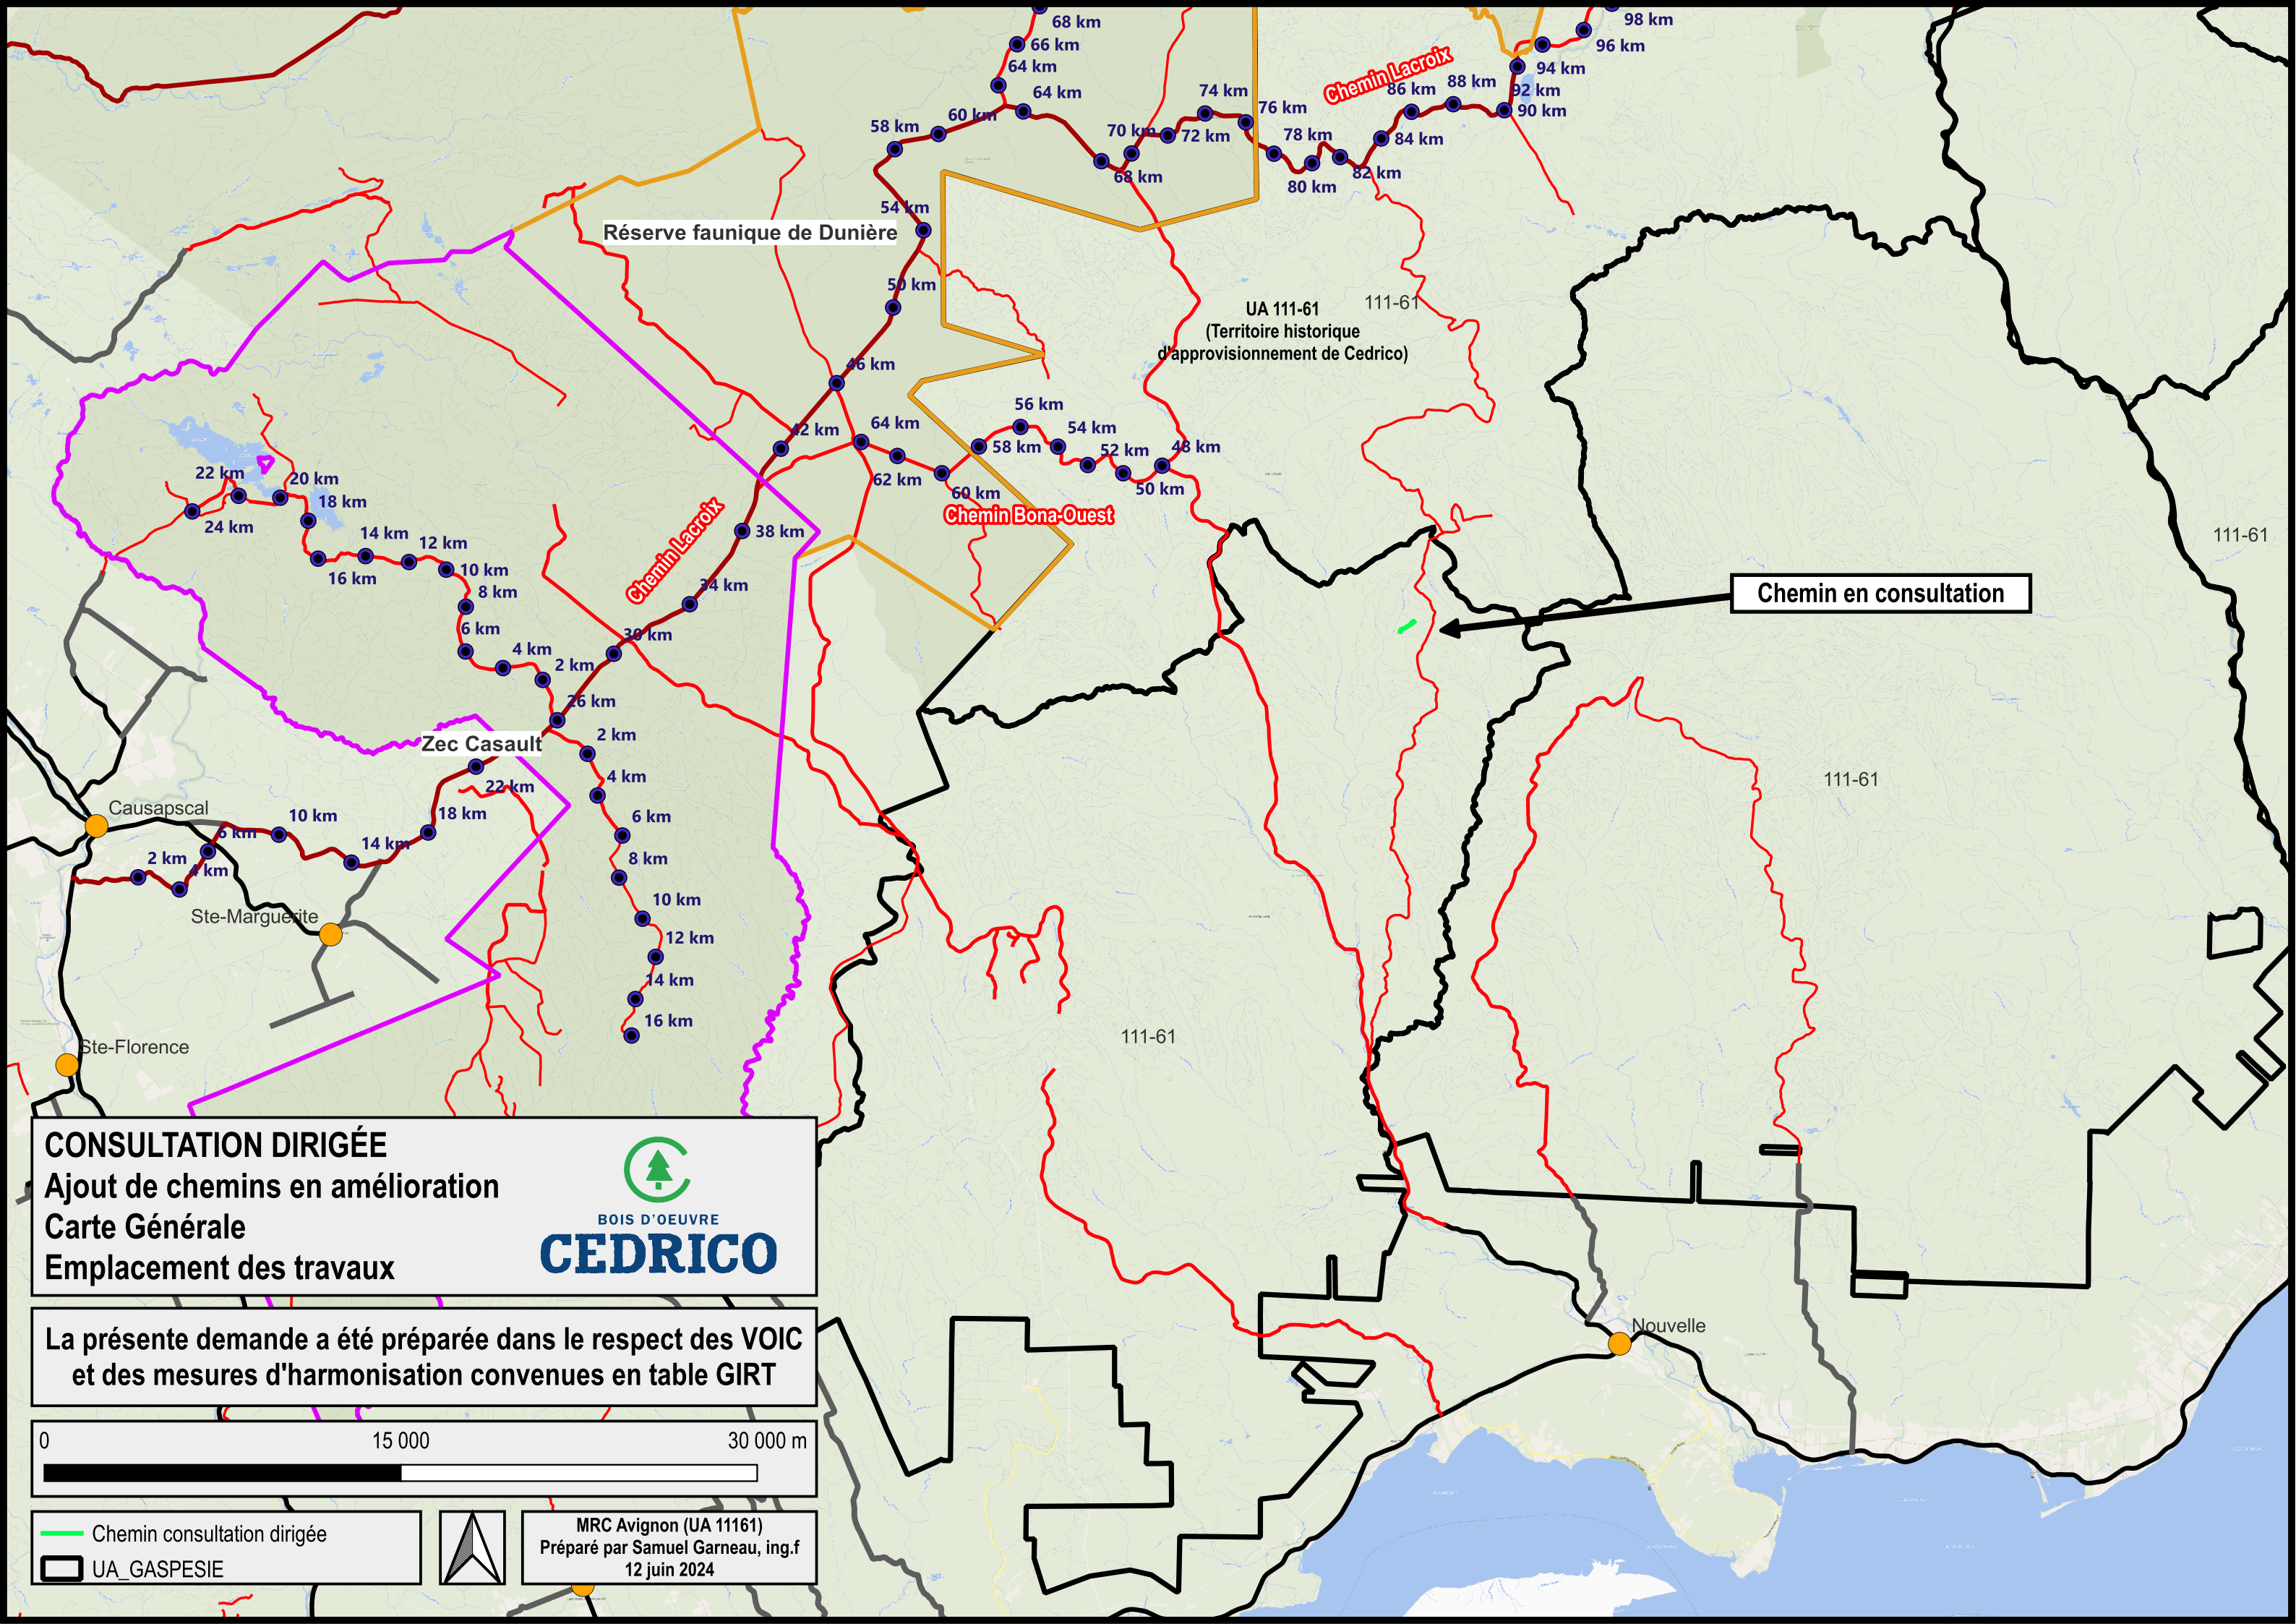 68 km
98 km
66 km
96 km
64 km
94 km
Chemin Lacroix
88 km
86 km
92 km
74 km
64 km
76 km
90 km
60 km
58 km
70 km
72 km
78 km
84 km
68 km
80 km
82 km
54 km
Réserve faunique de Dunière
50 km
111-61
UA 111-61
(Territoire historique
d'approvisionnement de Cedrico)
46 km
56 km
64 km
54 km
42 km
58 km
52 km
48 km
62 km
60 km
50 km
22 km
20 km
18 km
24 km
Chemin Bona-Ouest
14 km
12 km
38 km
111-61
16 km
10 km
Chemin Lacroix
8 km
34 km
Chemin en consultation
6 km
30 km
4 km
2 km
26 km
2 km
Zec Casault
4 km
22 km
111-61
Causapscal
10 km
18 km
6 km
6 km
14 km
2 km
4 km
8 km
10 km
Ste-Marguerite
12 km
14 km
16 km
111-61
Ste-Florence
CONSULTATION DIRIGÉE
Ajout de chemins en amélioration
Carte Générale
Emplacement des travaux
BOIS D'OEUVRE
CEDRICO
Nouvelle
La présente demande a été préparée dans le respect des VOIC
et des mesures d'harmonisation convenues en table GIRT
0 15 000 30 000 m
Chemin consultation dirigée
UA_GASPESIE
MRC Avignon (UA 11161)
Préparé par Samuel Garneau, ing.f
12 juin 2024